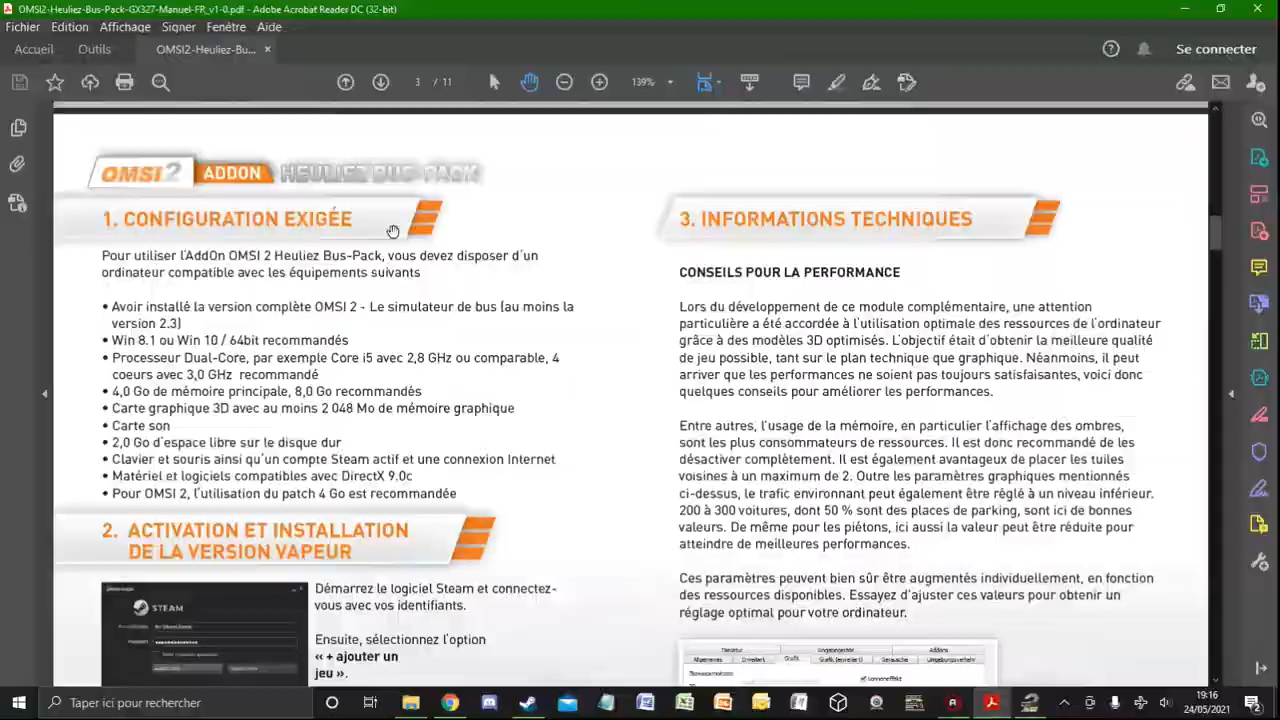 OMSI2-Heuliez-Bus-Pack-GX327-Manuel-FR_v1-0.pdf - Adobe Acrobat Reader DC (32-bit)
Fichier Edition Affichage Signer Fenêtre Aide
Accueil Outils OMSI2-Heuliez-Bu... × Se connecter
3 / 11 139%
OMSI 2 ADDON HEULIEZ BUS-PACK
1. CONFIGURATION EXIGÉE
Pour utiliser l'AddOn OMSI 2 Heuliez Bus-Pack, vous devez disposer d'un
ordinateur compatible avec les équipements suivants
• Avoir installé la version complète OMSI 2 - Le simulateur de bus (au moins la
version 2.3)
• Win 8.1 ou Win 10 / 64bit recommandés
• Processeur Dual-Core, par exemple Core i5 avec 2,8 GHz ou comparable, 4
coeurs avec 3,0 GHz recommandé
• 4,0 Go de mémoire principale, 8,0 Go recommandés
• Carte graphique 3D avec au moins 2 048 Mo de mémoire graphique
• Carte son
• 2,0 Go d'espace libre sur le disque dur
• Clavier et souris ainsi qu'un compte Steam actif et une connexion Internet
• Matériel et logiciels compatibles avec DirectX 9.0c
• Pour OMSI 2, l'utilisation du patch 4 Go est recommandée
2. ACTIVATION ET INSTALLATION
DE LA VERSION VAPEUR
STEAM
Démarrez le logiciel Steam et connectez-
vous avec vos identifiants.
Ensuite, sélectionnez l'option
« + ajouter un
jeu ».
3. INFORMATIONS TECHNIQUES
CONSEILS POUR LA PERFORMANCE
Lors du développement de ce module complémentaire, une attention
particulière a été accordée à l'utilisation optimale des ressources de l'ordinateur
grâce à des modèles 3D optimisés. L'objectif était d'obtenir la meilleure qualité
de jeu possible, tant sur le plan technique que graphique. Néanmoins, il peut
arriver que les performances ne soient pas toujours satisfaisantes, voici donc
quelques conseils pour améliorer les performances.
Entre autres, l'usage de la mémoire, en particulier l'affichage des ombres,
sont les plus consommateurs de ressources. Il est donc recommandé de les
désactiver complètement. Il est également avantageux de placer les tuiles
voisines à un maximum de 2. Outre les paramètres graphiques mentionnés
ci-dessus, le trafic environnant peut également être réglé à un niveau inférieur.
200 à 300 voitures, dont 50 % sont des places de parking, sont ici de bonnes
valeurs. De même pour les piétons, ici aussi la valeur peut être réduite pour
atteindre de meilleures performances.
Ces paramètres peuvent bien sûr être augmentés individuellement, en fonction
des ressources disponibles. Essayez d'ajuster ces valeurs pour obtenir un
réglage optimal pour votre ordinateur.
Addons
Allgemeines Erweitert Grafik Grafik (erweitert) Geräusche Umgebungsverkehr
Sonneneffekt
Taper ici pour rechercher
19:16
24/05/2021